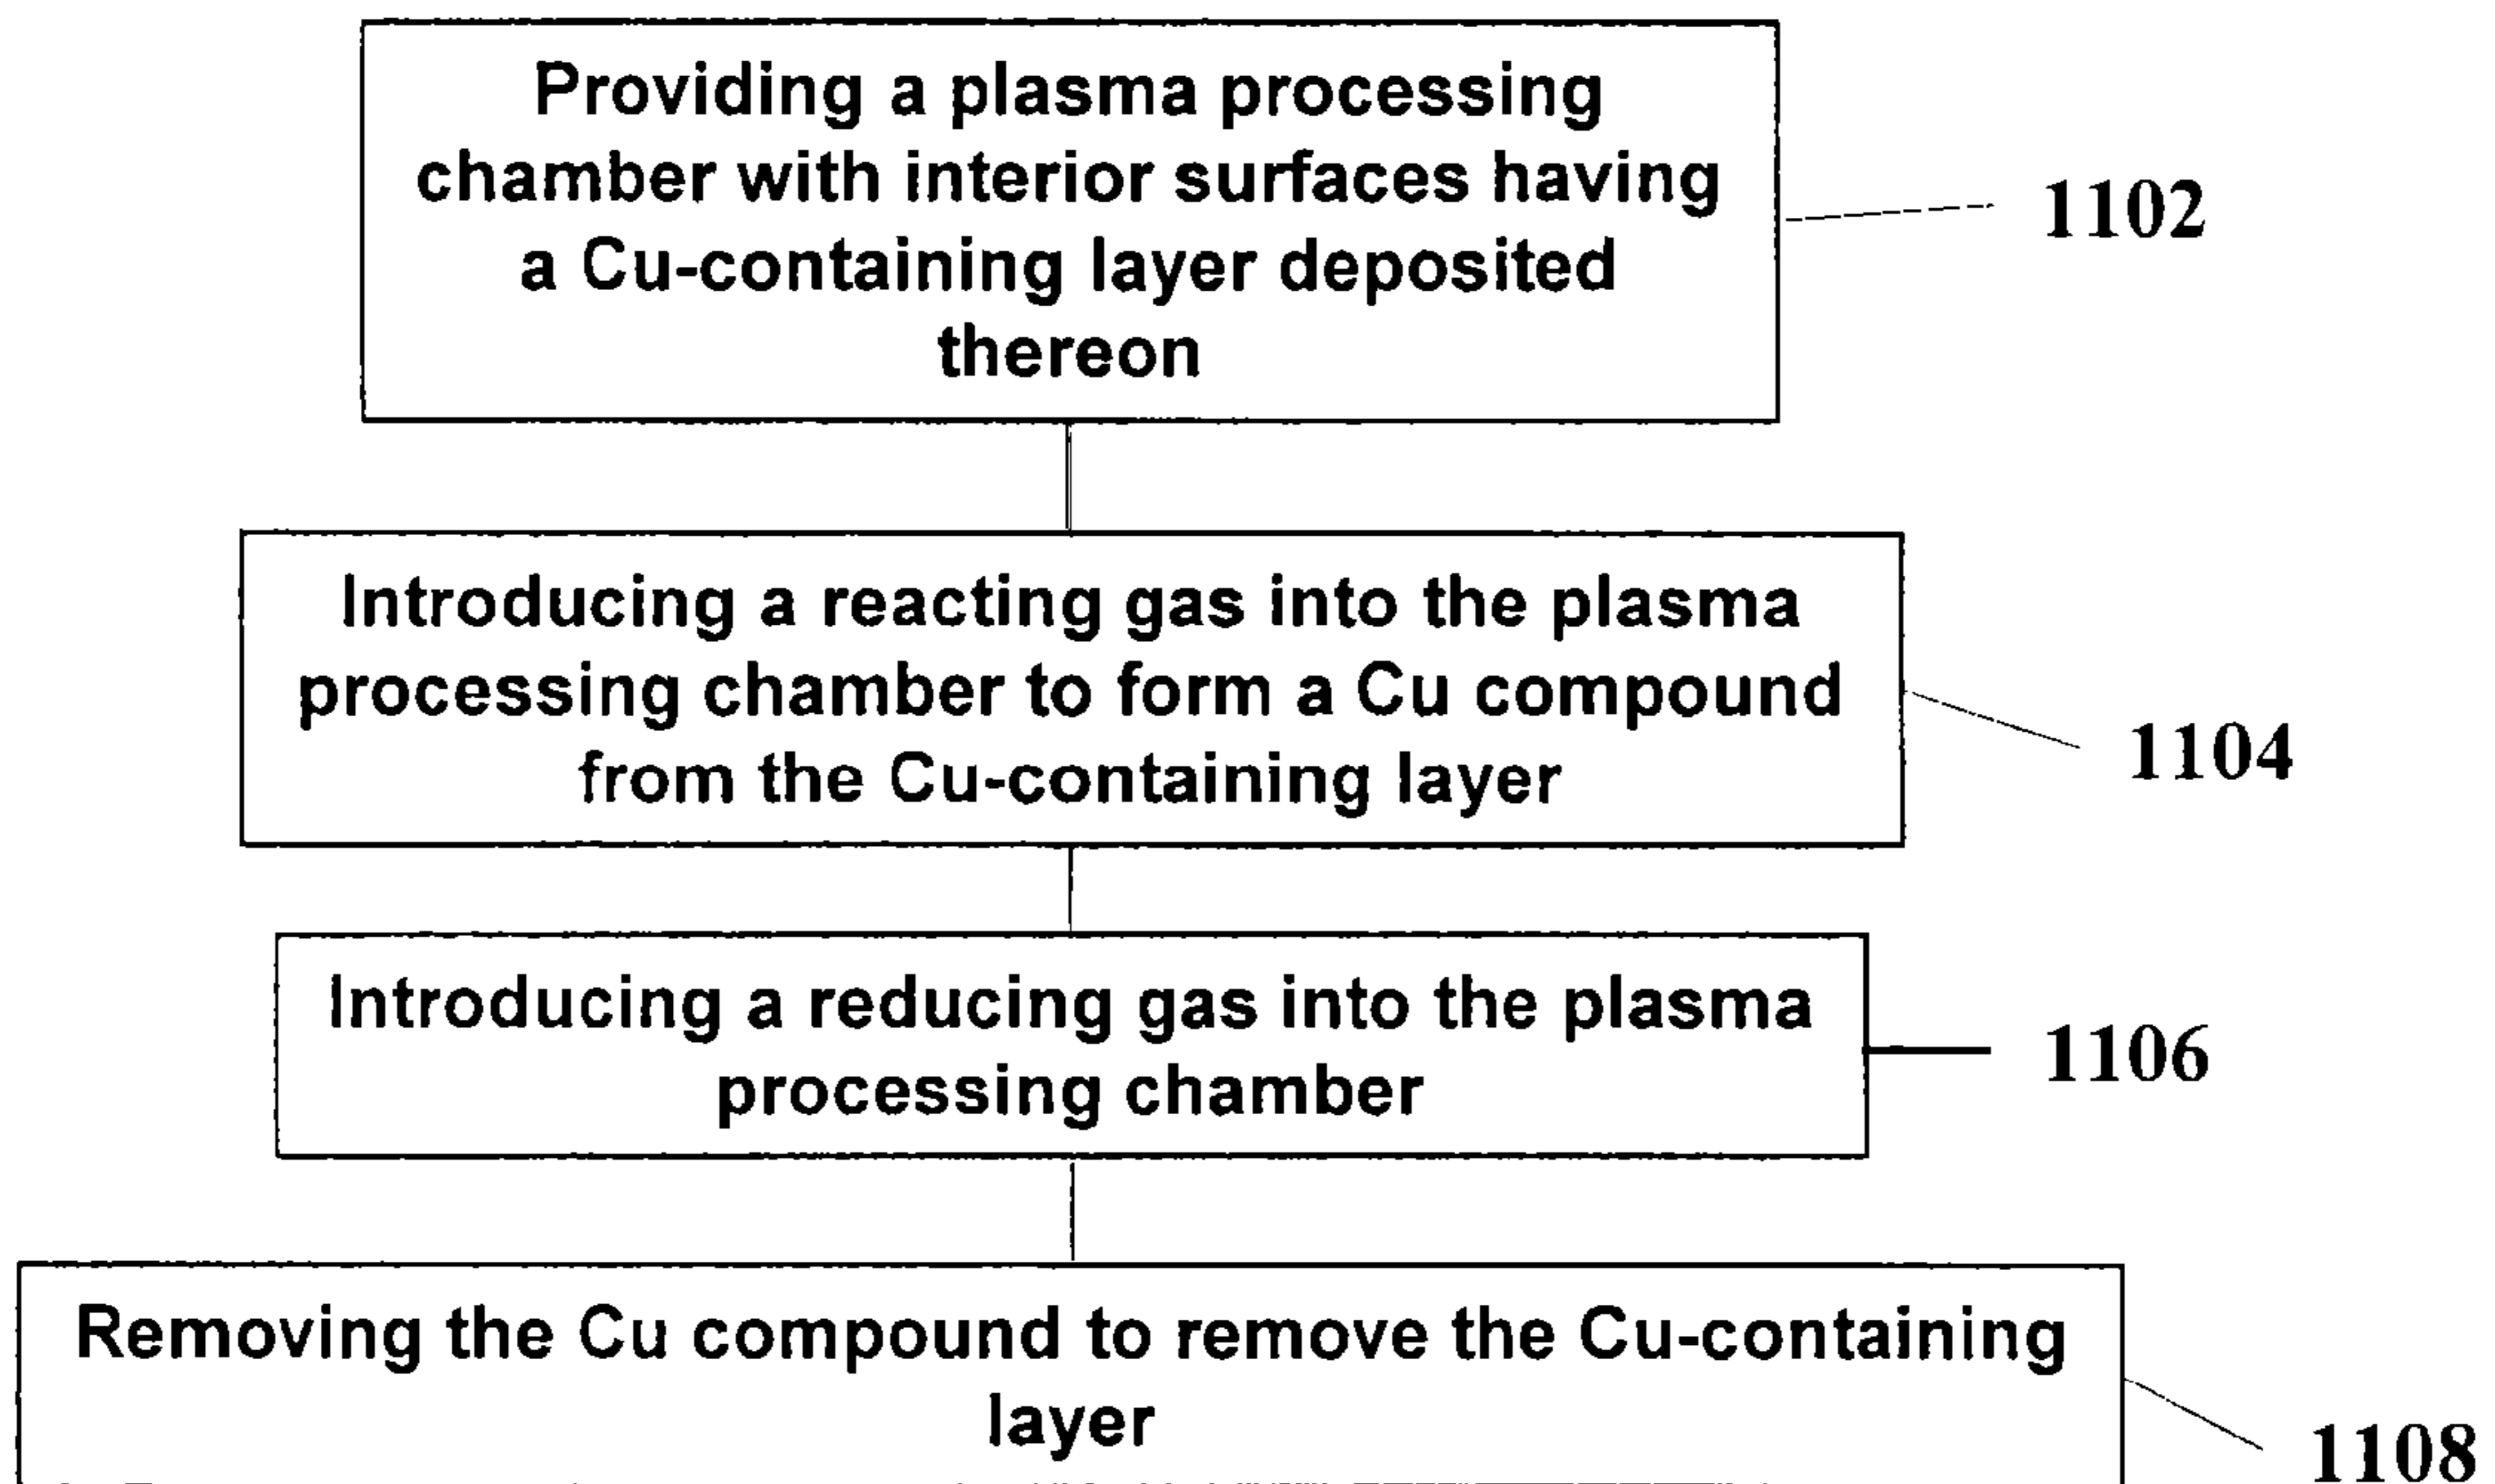 Providing a plasma processing
chamber with interior surfaces having
a Cu-containing layer deposited
thereon
1102
Introducing a reacting gas into the plasma
processing chamber to form a Cu compound
from the Cu-containing layer
1104
Introducing a reducing gas into the plasma
processing chamber
1106
Removing the Cu compound to remove the Cu-containing
layer
1108